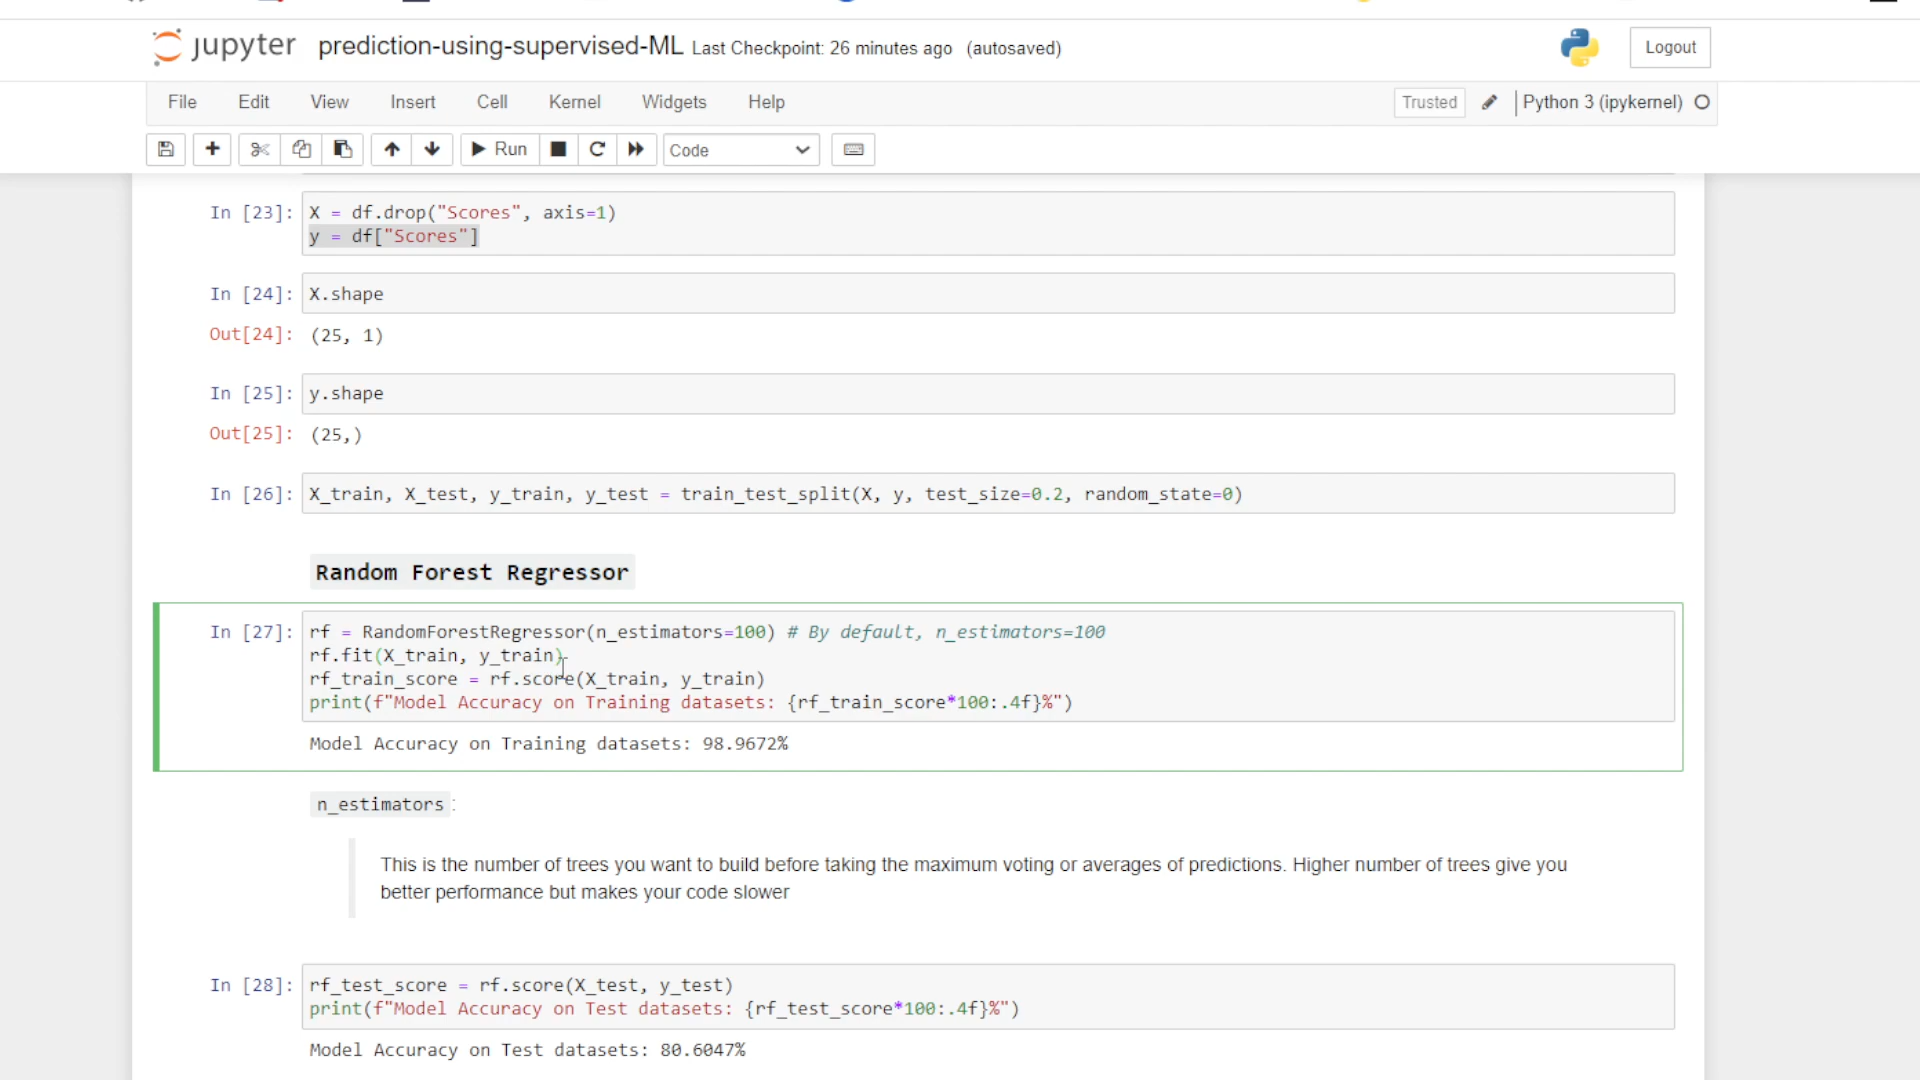 jupyter prediction-using-supervised-ML Last Checkpoint: 26 minutes ago (autosaved) Logout
File Edit View Insert Cell Kernel Widgets Help Trusted Python 3 (ipykernel)
Run Code
In [23]: X = df.drop("Scores", axis=1)
y = df["Scores"]
In [24]: X.shape
Out[24]: (25, 1)
In [25]: y.shape
Out[25]: (25,)
In [26]: X_train, X_test, y_train, y_test = train_test_split(X, y, test_size=0.2, random_state=0)
Random Forest Regressor
In [27]: rf = RandomForestRegressor(n_estimators=100) # By default, n_estimators=100
rf.fit(X_train, y_train)
rf_train_score = rf.score(X_train, y_train)
print(f"Model Accuracy on Training datasets: {rf_train_score*100:.4f}%")
Model Accuracy on Training datasets: 98.9672%
n_estimators:
This is the number of trees you want to build before taking the maximum voting or averages of predictions. Higher number of trees give you
better performance but makes your code slower
In [28]: rf_test_score = rf.score(X_test, y_test)
print(f"Model Accuracy on Test datasets: {rf_test_score*100:.4f}%")
Model Accuracy on Test datasets: 80.6047%